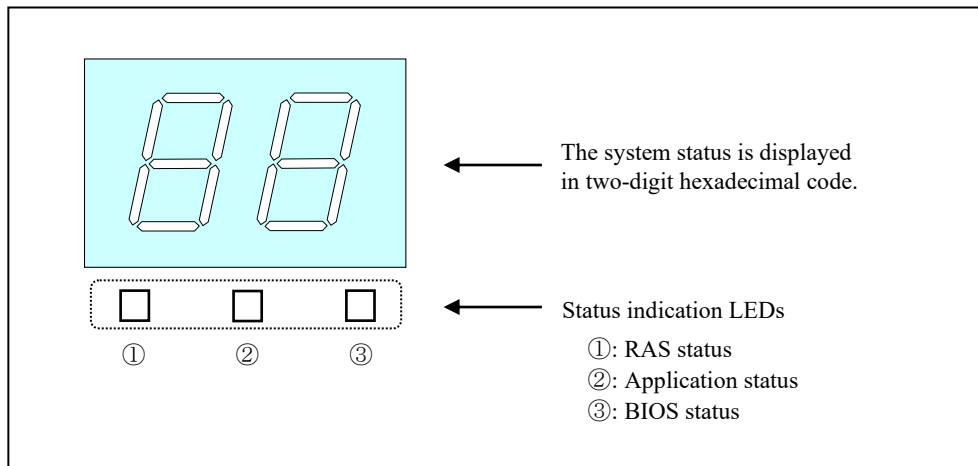 The system status is displayed
in two-digit hexadecimal code.
Status indication LEDs
① ② ③
①: RAS status
②: Application status
③: BIOS status